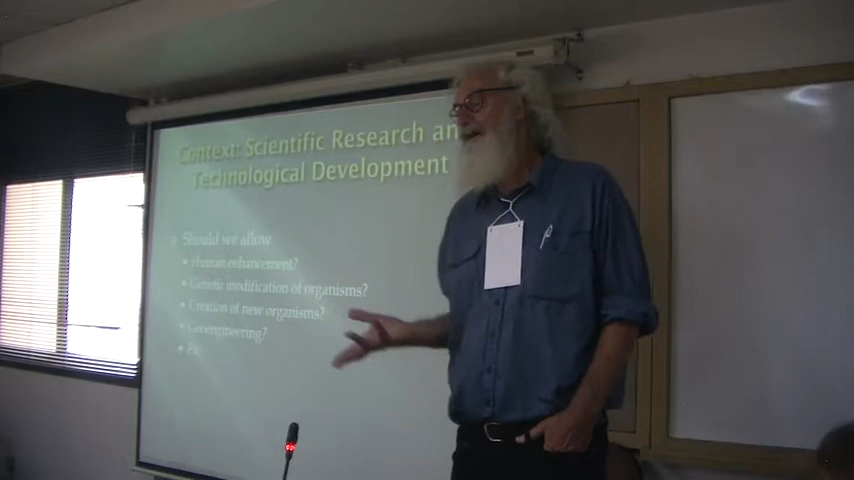 Context: Scientific Research an
Technological Development
Should we allow
• Human enhancement?
• Genetic modification of organisms?
• Creation of new organisms?
• Geoengineering?